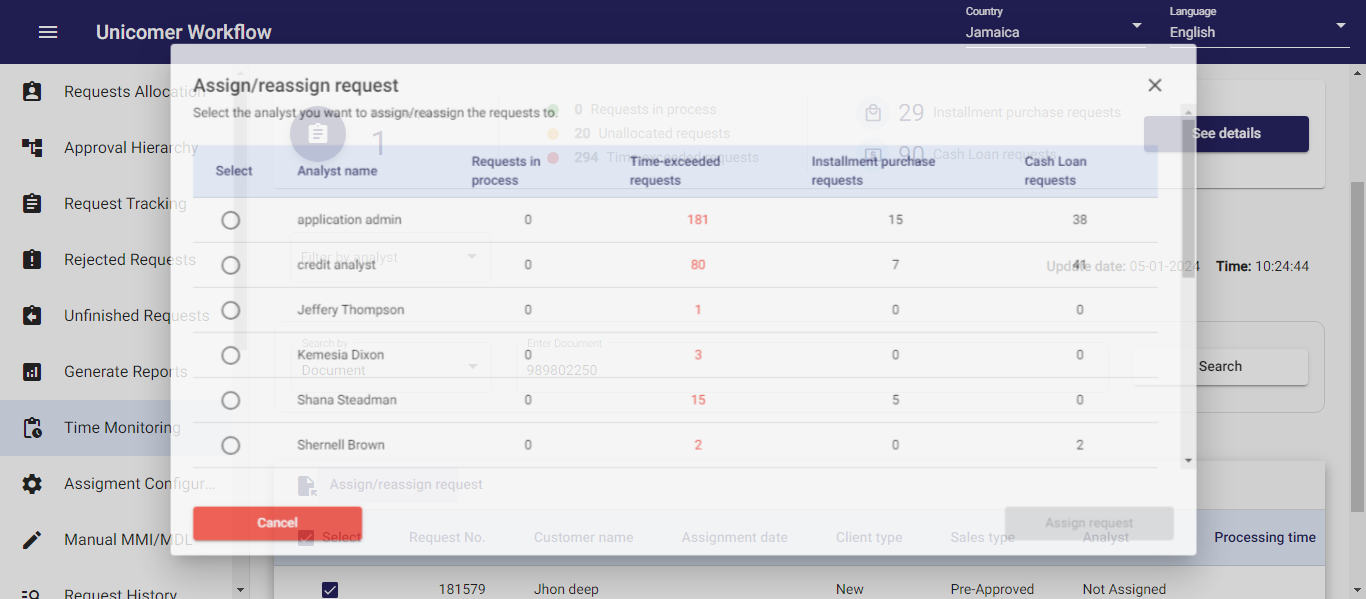 Unicomer Workflow
Country
Jamaica
Language
English
Requests Allocation
Approval Hierarchy
Request Tracking
Rejected Requests
Unfinished Requests
Generate Reports
Time Monitoring
Assigment Configur...
Manual MMI/MDL
Request History
Assign/reassign request
Select the analyst you want to assign/reassign the requests to.
1
0 Requests in process
20 Unallocated requests
294 Time-exceeded requests
29 Installment purchase requests
90 Cash Loan requests
See details
Select Analyst name Requests in process Time-exceeded requests Installment purchase requests Cash Loan requests
application admin 0 181 15 38
credit analyst 0 80 7 41
Jeffery Thompson 0 1 0 0
Kemesia Dixon 0 3 0 0
Shana Steadman 0 15 5 0
Shernell Brown 0 2 0 2
Filter by analyst
Update date: 05-01-2024 Time: 10:24:44
Search by
Document
Enter Document
989802250
Search
Assign/reassign request
Cancel
Assign request
Select Request No. Customer name Assignment date Client type Sales type Analyst Processing time
181579 Jhon deep New Pre-Approved Not Assigned